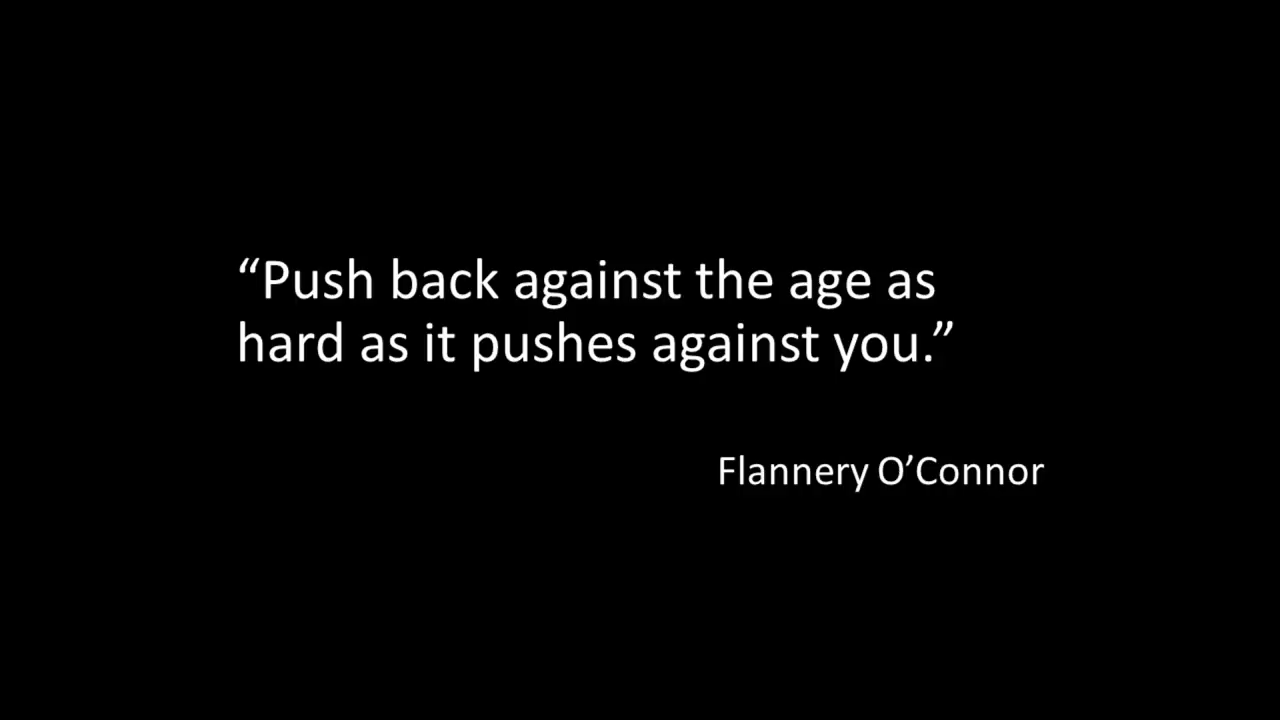 “Push back against the age as
hard as it pushes against you.”
Flannery O’Connor